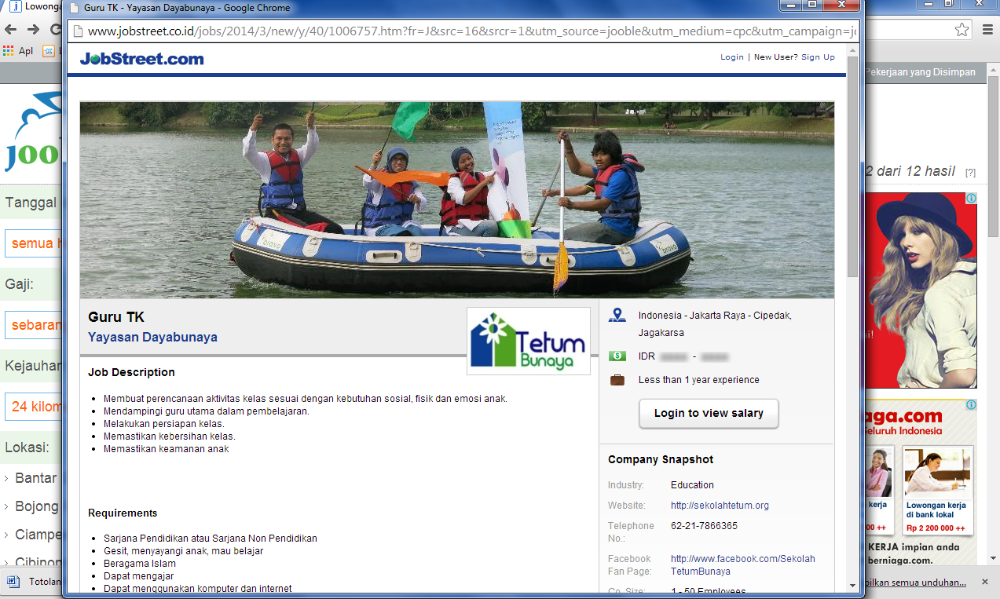 Lowonga
Guru TK - Yayasan Dayabunaya - Google Chrome
www.jobstreet.co.id/jobs/2014/3/new/y/40/1006757.htm?fr=J&src=16&srcr=1&utm_source=jooble&utm_medium=cpc&utm_campaign=jo
Apl
JobStreet.com
Login | New User? Sign Up
Pekerjaan yang Disimpan
joo
2 dari 12 hasil [?]
Tanggal
semua h
Gaji:
sebaran
Kejauhan
24 kilom
Lokasi:
Bantar
Bojong
Ciampe
Cibinon
bravo
bravo
Guru TK
Yayasan Dayabunaya
Tetum
Bunaya
Job Description
Membuat perencanaan aktivitas kelas sesuai dengan kebutuhan sosial, fisik dan emosi anak.
Mendampingi guru utama dalam pembelajaran.
Melakukan persiapan kelas.
Memastikan kebersihan kelas.
Memastikan keamanan anak
Requirements
Sarjana Pendidikan atau Sarjana Non Pendidikan
Gesit, menyayangi anak, mau belajar
Beragama Islam
Dapat mengajar
Dapat menggunakan komputer dan internet
Indonesia - Jakarta Raya - Cipedak,
Jagakarsa
IDR -
Less than 1 year experience
Login to view salary
Company Snapshot
Industry: Education
Website: http://sekolahtetum.org
Telephone No.: 62-21-7866365
Facebook Fan Page: http://www.facebook.com/Sekolah
TetumBunaya
Co. Size: 1 - 50 Employees
i!
aga.com
Seluruh Indonesia
kerja
00 ++
Lowongan kerja
di bank lokal
Rp 2 200 000 ++
KERJA impian anda
berniaga.com.
Totolan
pilkan semua unduhan...